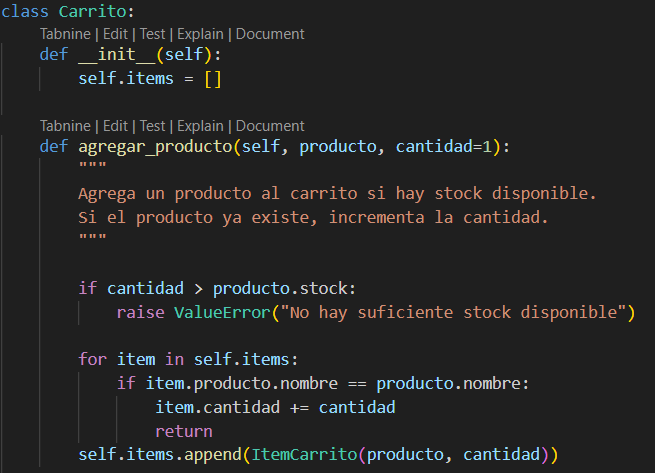 class Carrito:
Tabnine | Edit | Test | Explain | Document
def __init__(self):
self.items = []
Tabnine | Edit | Test | Explain | Document
def agregar_producto(self, producto, cantidad=1):
"""
Agrega un producto al carrito si hay stock disponible.
Si el producto ya existe, incrementa la cantidad.
"""
if cantidad > producto.stock:
raise ValueError("No hay suficiente stock disponible")
for item in self.items:
if item.producto.nombre == producto.nombre:
item.cantidad += cantidad
return
self.items.append(ItemCarrito(producto, cantidad))